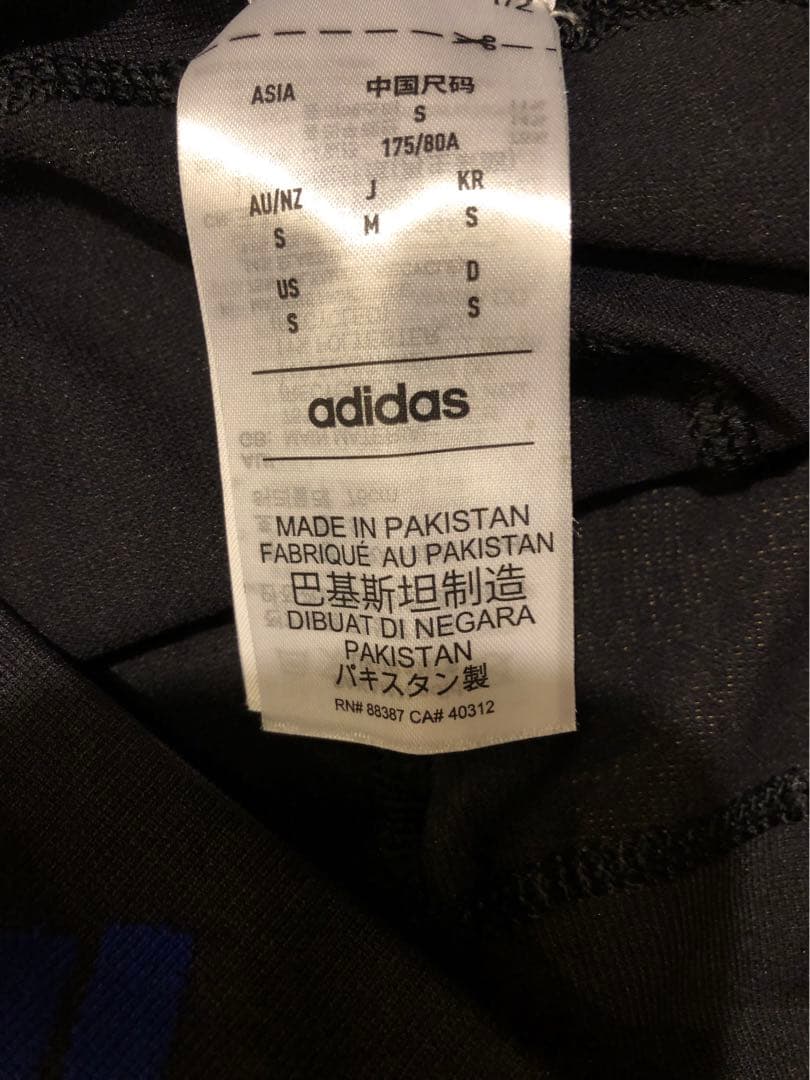 1/2
ASIA 中国尺码
S
175/80A
AU/NZ J KR
S M S
US D
S S
adidas
MADE IN PAKISTAN
FABRIQUÉ AU PAKISTAN
巴基斯坦制造
DIBUAT DI NEGARA
PAKISTAN
パキスタン製
RN# 88387 CA# 40312